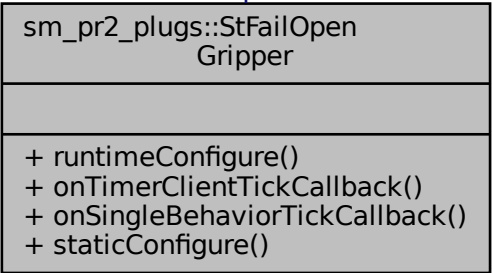 sm_pr2_plugs::StFailOpen
Gripper
+ runtimeConfigure()
+ onTimerClientTickCallback()
+ onSingleBehaviorTickCallback()
+ staticConfigure()